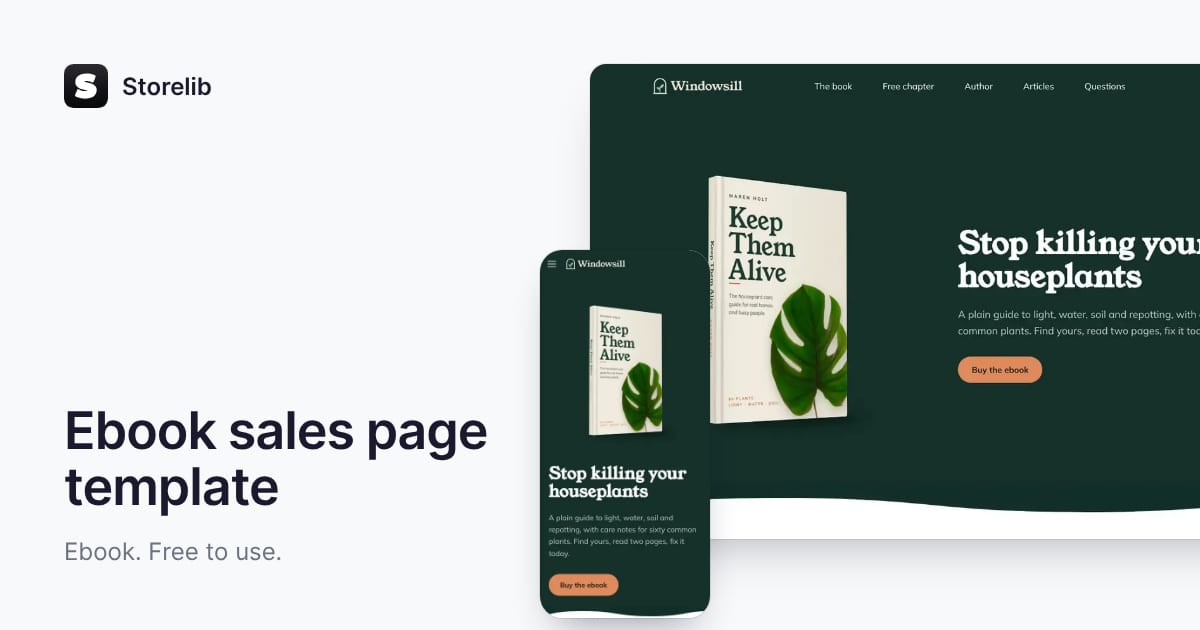 Storelib
Ebook sales page
template
Ebook. Free to use.
Windowsill
The book
Free chapter
Author
Articles
Questions
MAREN HOLT
Keep
Them
Alive
The houseplant care
guide for real homes
and busy people.
Stop killing your
houseplants
A plain guide to light, water, soil and repotting, with
common plants. Find yours, read two pages, fix it
Buy the ebook
Windowsill
Keep
Them
Alive
Stop killing your
houseplants
A plain guide to light, water, soil and
repotting, with care notes for sixty common
plants. Find yours, read two pages, fix it
today.
Buy the ebook